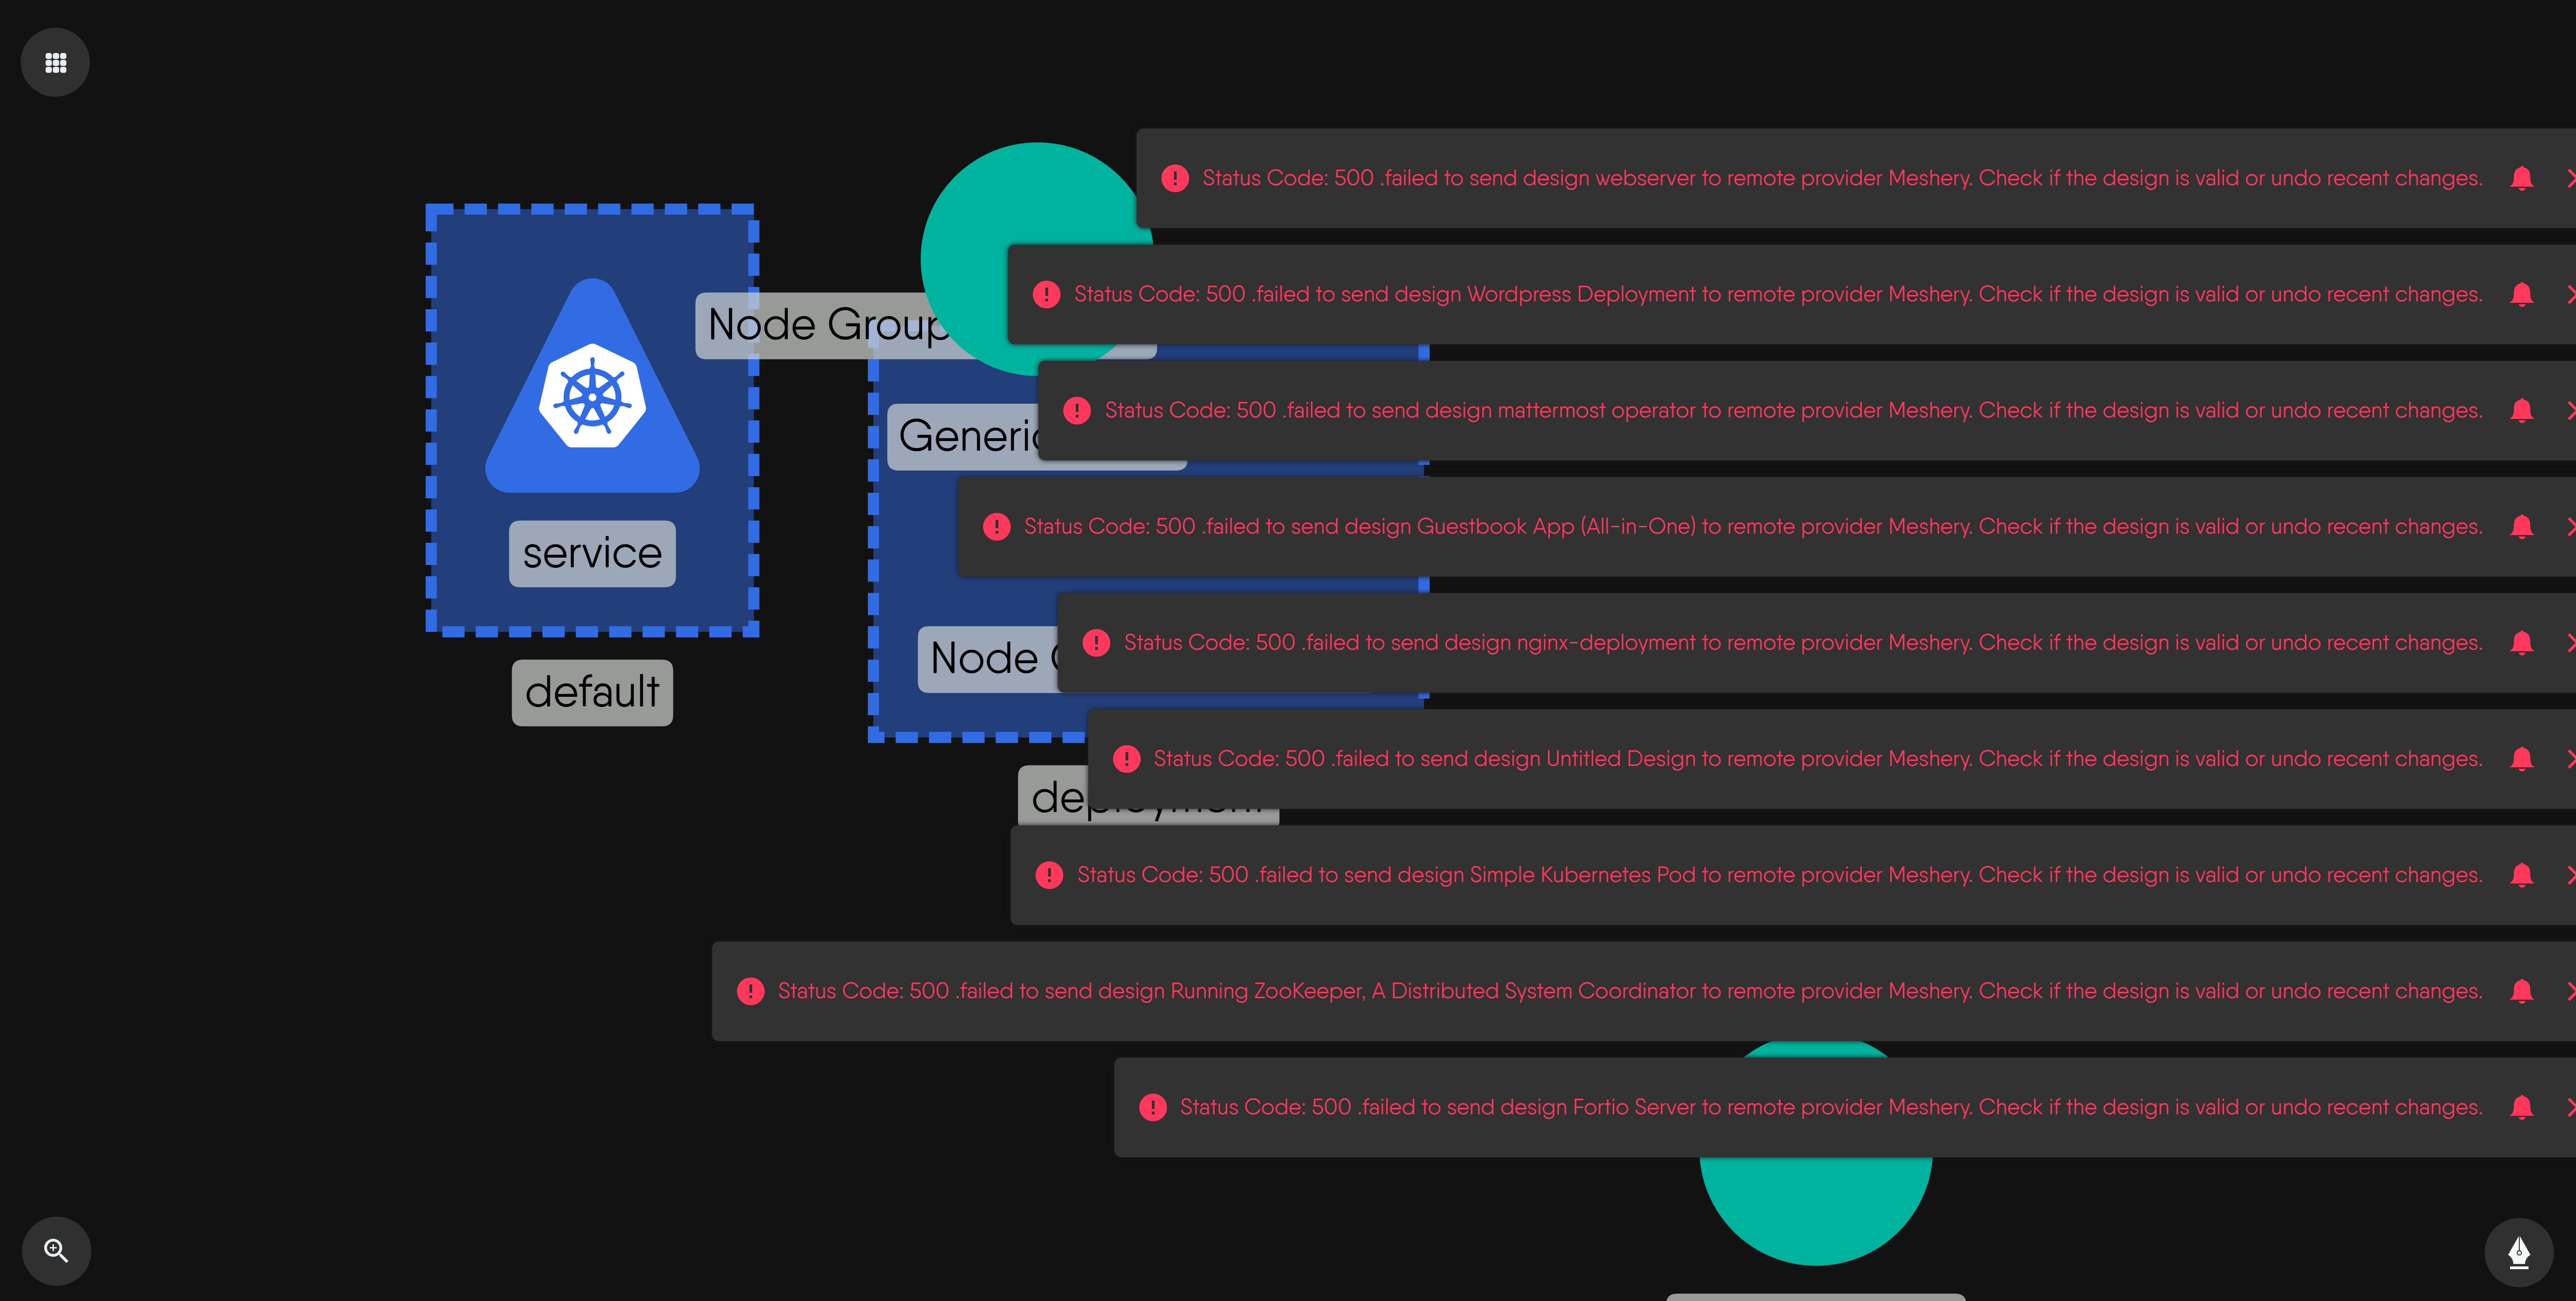 Status Code: 500 .failed to send design webserver to remote provider Meshery. Check if the design is valid or undo recent changes.
Status Code: 500 .failed to send design Wordpress Deployment to remote provider Meshery. Check if the design is valid or undo recent changes.
Node Group
Status Code: 500 .failed to send design mattermost operator to remote provider Meshery. Check if the design is valid or undo recent changes.
Status Code: 500 .failed to send design Guestbook App (All-in-One) to remote provider Meshery. Check if the design is valid or undo recent changes.
service
Status Code: 500 .failed to send design nginx-deployment to remote provider Meshery. Check if the design is valid or undo recent changes.
Node
default
Status Code: 500 .failed to send design Untitled Design to remote provider Meshery. Check if the design is valid or undo recent changes.
deployment
Status Code: 500 .failed to send design Simple Kubernetes Pod to remote provider Meshery. Check if the design is valid or undo recent changes.
Status Code: 500 .failed to send design Running ZooKeeper, A Distributed System Coordinator to remote provider Meshery. Check if the design is valid or undo recent changes.
Status Code: 500 .failed to send design Fortio Server to remote provider Meshery. Check if the design is valid or undo recent changes.